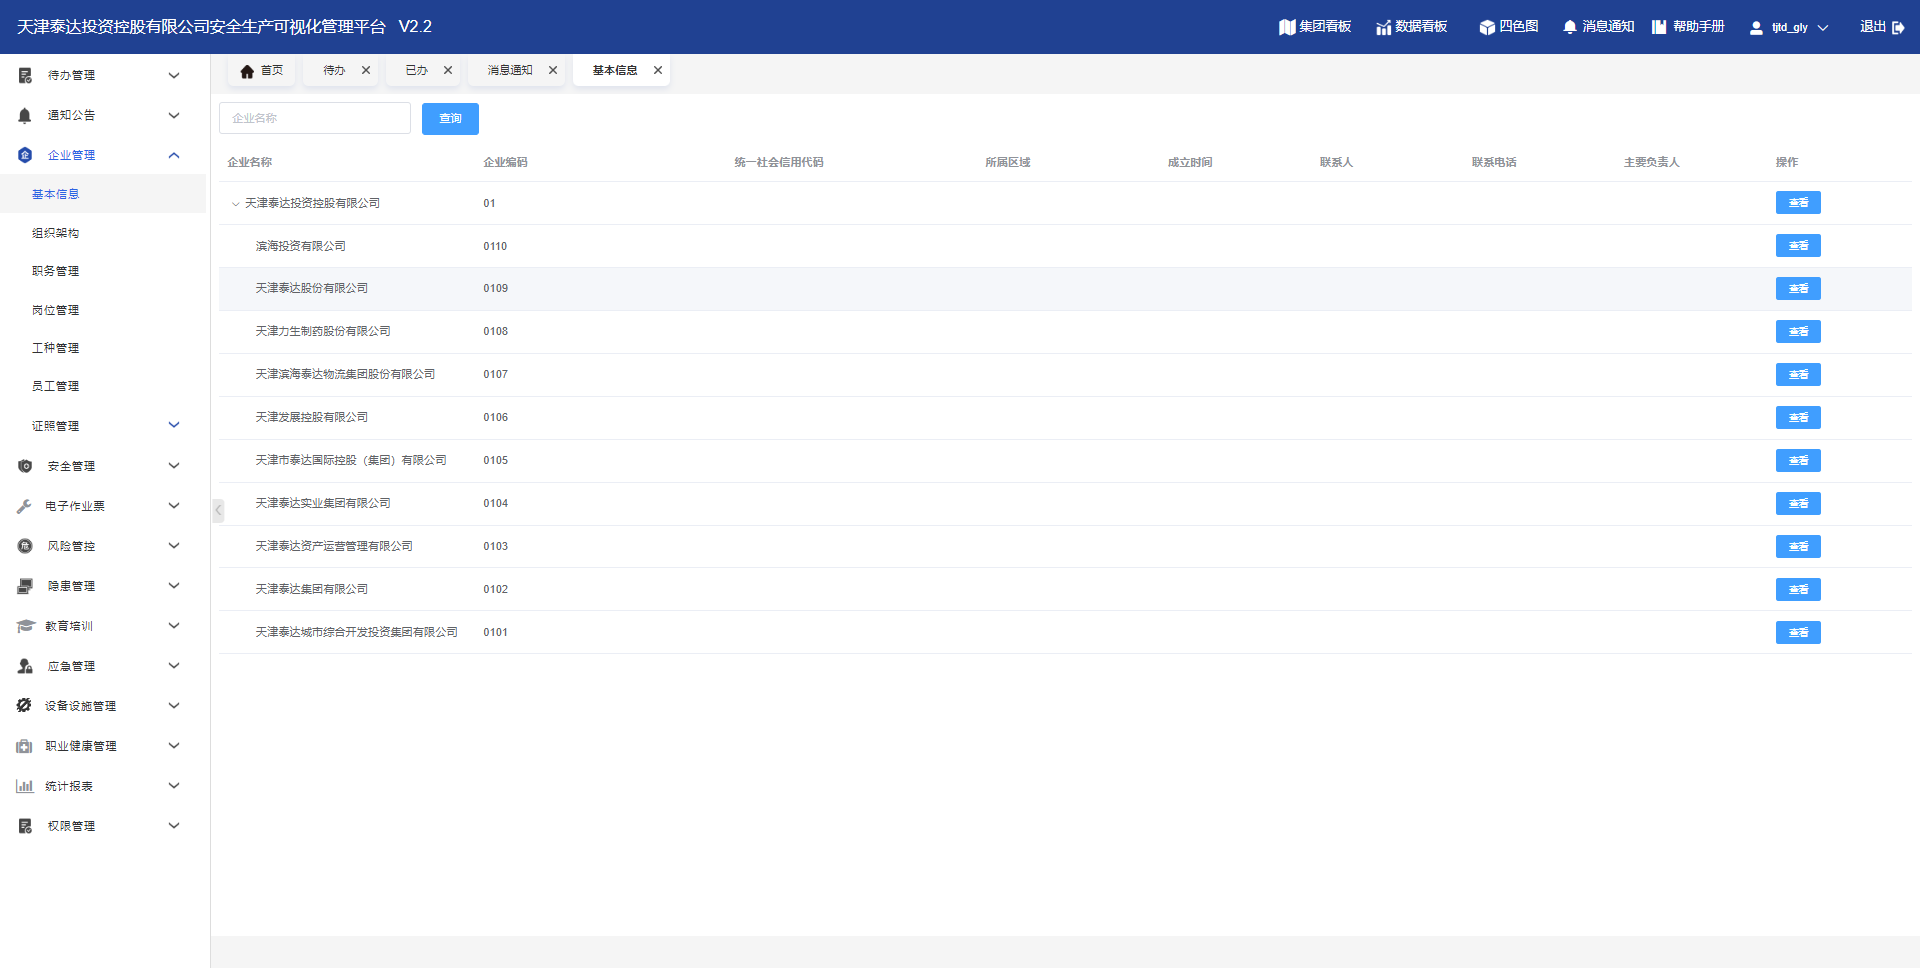 天津泰达投资控股有限公司安全生产可视化管理平台 V2.2
集团看板 数据看板 四色图 消息通知 帮助手册 tjtd_gly 退出
待办管理
通知公告
企业管理
基本信息
组织架构
职务管理
岗位管理
工种管理
员工管理
证照管理
安全管理
电子作业票
风险管控
隐患管理
教育培训
应急管理
设备设施管理
职业健康管理
统计报表
权限管理
首页 待办 已办 消息通知 基本信息
企业名称 查询
企业名称 企业编码 统一社会信用代码 所属区域 成立时间 联系人 联系电话 主要负责人 操作
天津泰达投资控股有限公司 01 查看
滨海投资有限公司 0110 查看
天津泰达股份有限公司 0109 查看
天津力生制药股份有限公司 0108 查看
天津滨海泰达物流集团股份有限公司 0107 查看
天津发展控股有限公司 0106 查看
天津市泰达国际控股（集团）有限公司 0105 查看
天津泰达实业集团有限公司 0104 查看
天津泰达资产运营管理有限公司 0103 查看
天津泰达集团有限公司 0102 查看
天津泰达城市综合开发投资集团有限公司 0101 查看